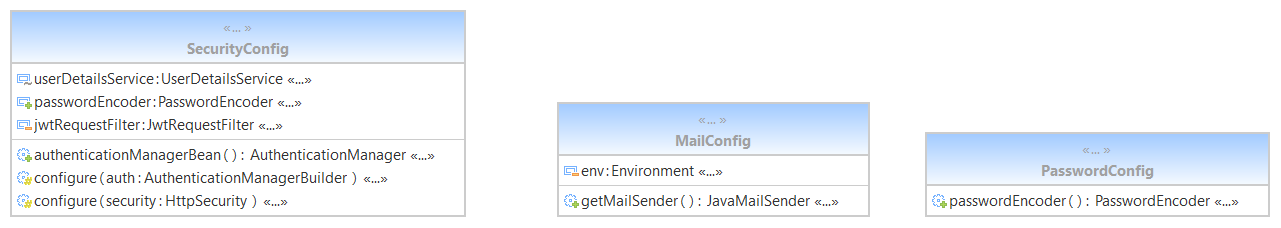 «... »
SecurityConfig
userDetailsService:UserDetailsService «...»
passwordEncoder:PasswordEncoder «...»
jwtRequestFilter:JwtRequestFilter «...»
authenticationManagerBean(): AuthenticationManager «...»
configure(auth:AuthenticationManagerBuilder ) «...»
configure(security:HttpSecurity ) «...»
«... »
MailConfig
env:Environment «...»
getMailSender(): JavaMailSender «...»
«... »
PasswordConfig
passwordEncoder(): PasswordEncoder «...»